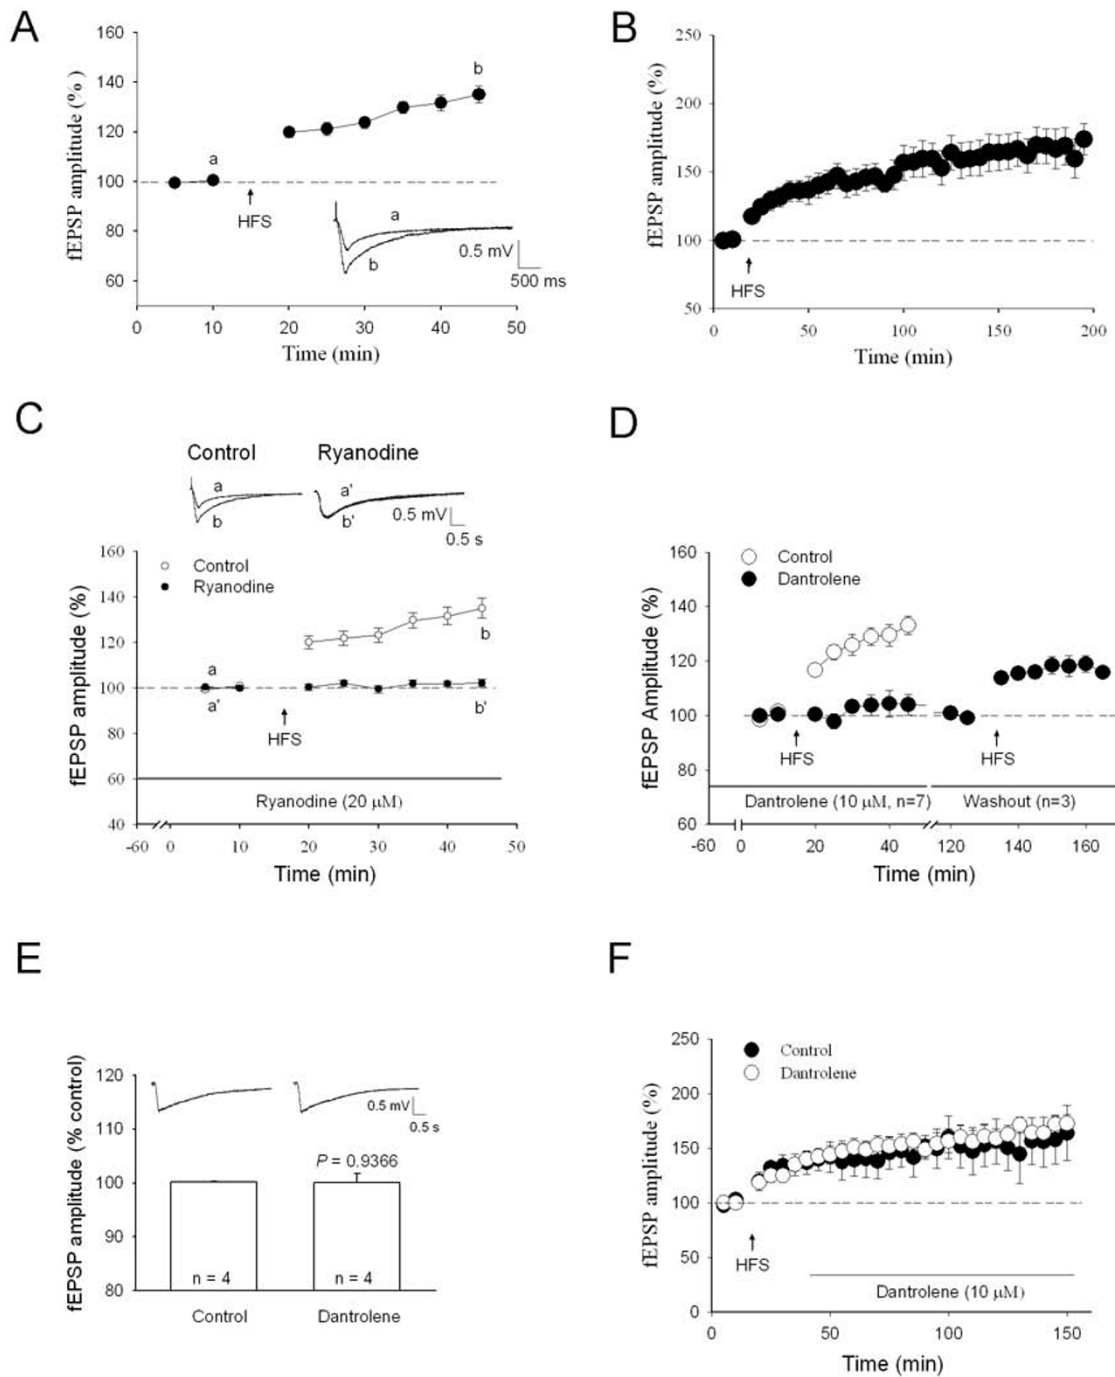 A
fEPSP amplitude (%)
160
140
120
100
80
60
a
b
HFS
a
b
0.5 mV
500 ms
0
10
20
30
40
50
Time (min)
B
fEPSP amplitude (%)
250
200
150
100
50
HFS
0
50
100
150
200
Time (min)
C
Control
Ryanodine
a
b
a'
b'
0.5 mV
0.5 s
fEPSP amplitude (%)
160
140
120
100
80
60
40
Control
Ryanodine
a
a'
b
b'
HFS
Ryanodine (20 μM)
-60
0
10
20
30
40
50
Time (min)
D
fEPSP Amplitude (%)
160
140
120
100
80
60
Control
Dantrolene
HFS
HFS
Dantrolene (10 μM, n=7)
Washout (n=3)
-60
0
20
40
120
140
160
Time (min)
E
fEPSP amplitude (% control)
120
110
100
90
80
0.5 mV
0.5 s
P = 0.9366
n = 4
n = 4
Control
Dantrolene
F
fEPSP amplitude (%)
250
200
150
100
50
0
Control
Dantrolene
HFS
Dantrolene (10 μM)
0
50
100
150
Time (min)